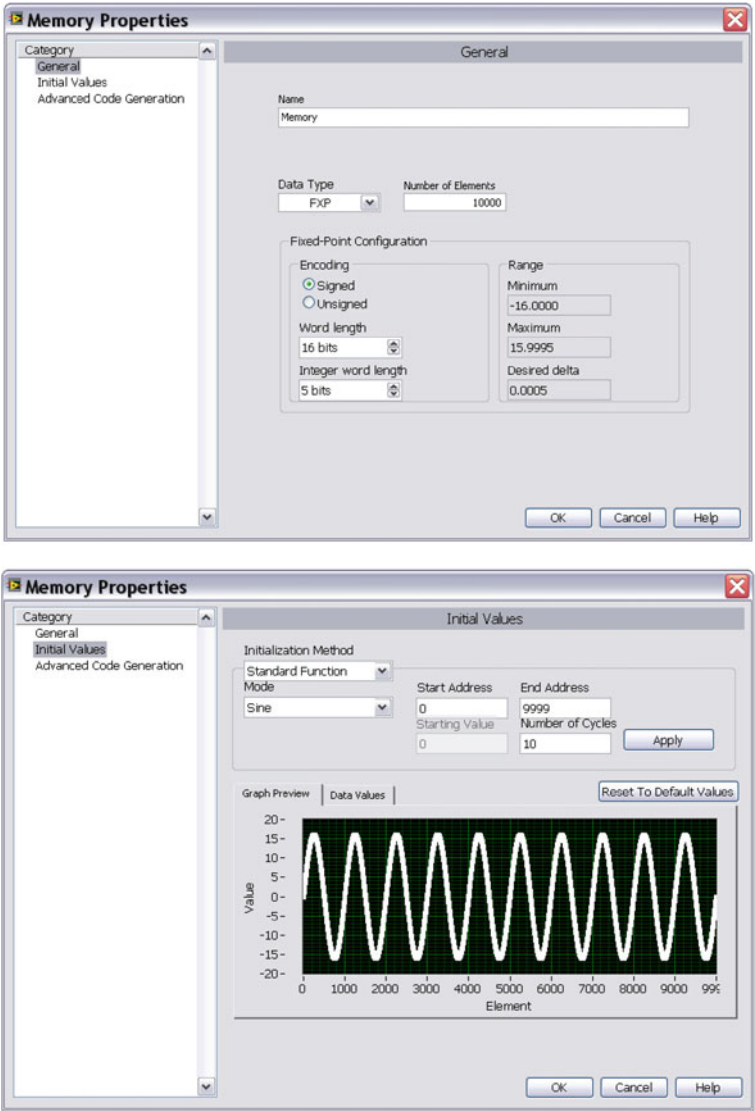 Memory Properties
Category
General
Initial Values
Advanced Code Generation
General
Name
Memory
Data Type
Number of Elements
FXP
10000
Fixed-Point Configuration
Encoding
Signed
Unsigned
Word length
16 bits
Integer word length
5 bits
Range
Minimum
-16.0000
Maximum
15.9995
Desired delta
0.0005
OK Cancel Help
Memory Properties
Category
General
Initial Values
Advanced Code Generation
Initial Values
Initialization Method
Standard Function
Mode
Start Address
End Address
Sine
0
9999
Starting Value
Number of Cycles
0
10
Apply
Graph Preview
Data Values
Reset To Default Values
20-
15-
10-
5-
0-
-5-
-10-
-15-
-20-
Value
0 1000 2000 3000 4000 5000 6000 7000 8000 9000 999
Element
OK Cancel Help